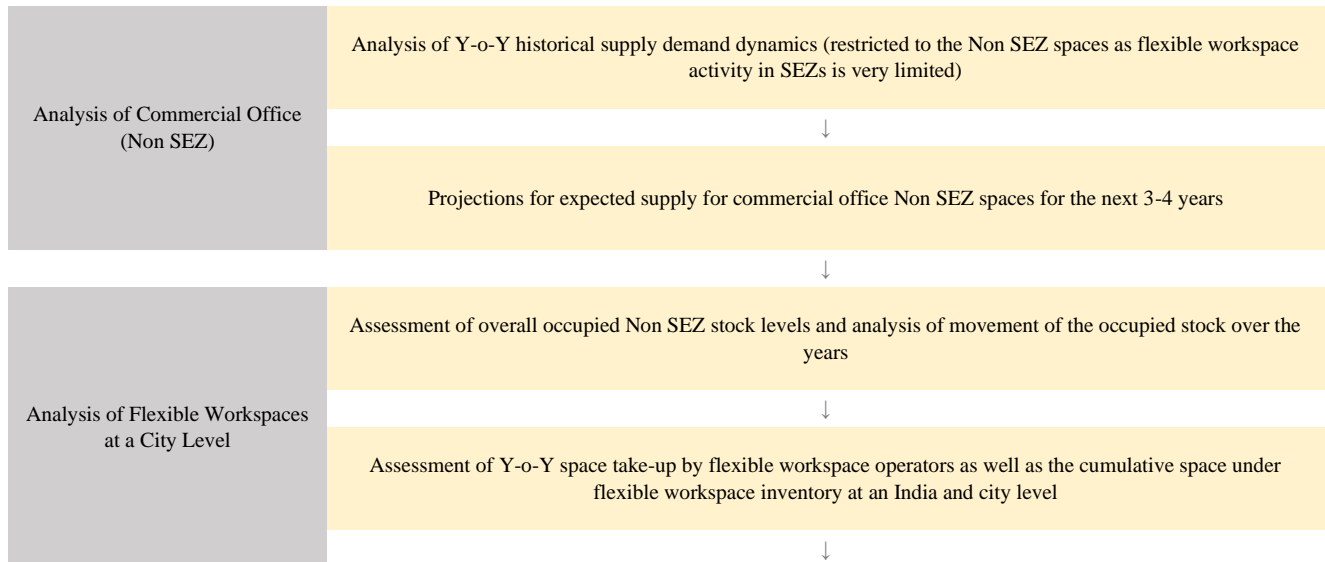 Analysis of Commercial Office
(Non SEZ)
Analysis of Y-o-Y historical supply demand dynamics (restricted to the Non SEZ spaces as flexible workspace
activity in SEZs is very limited)
↓
Projections for expected supply for commercial office Non SEZ spaces for the next 3-4 years
↓
Analysis of Flexible Workspaces
at a City Level
Assessment of overall occupied Non SEZ stock levels and analysis of movement of the occupied stock over the
years
↓
Assessment of Y-o-Y space take-up by flexible workspace operators as well as the cumulative space under
flexible workspace inventory at an India and city level
↓